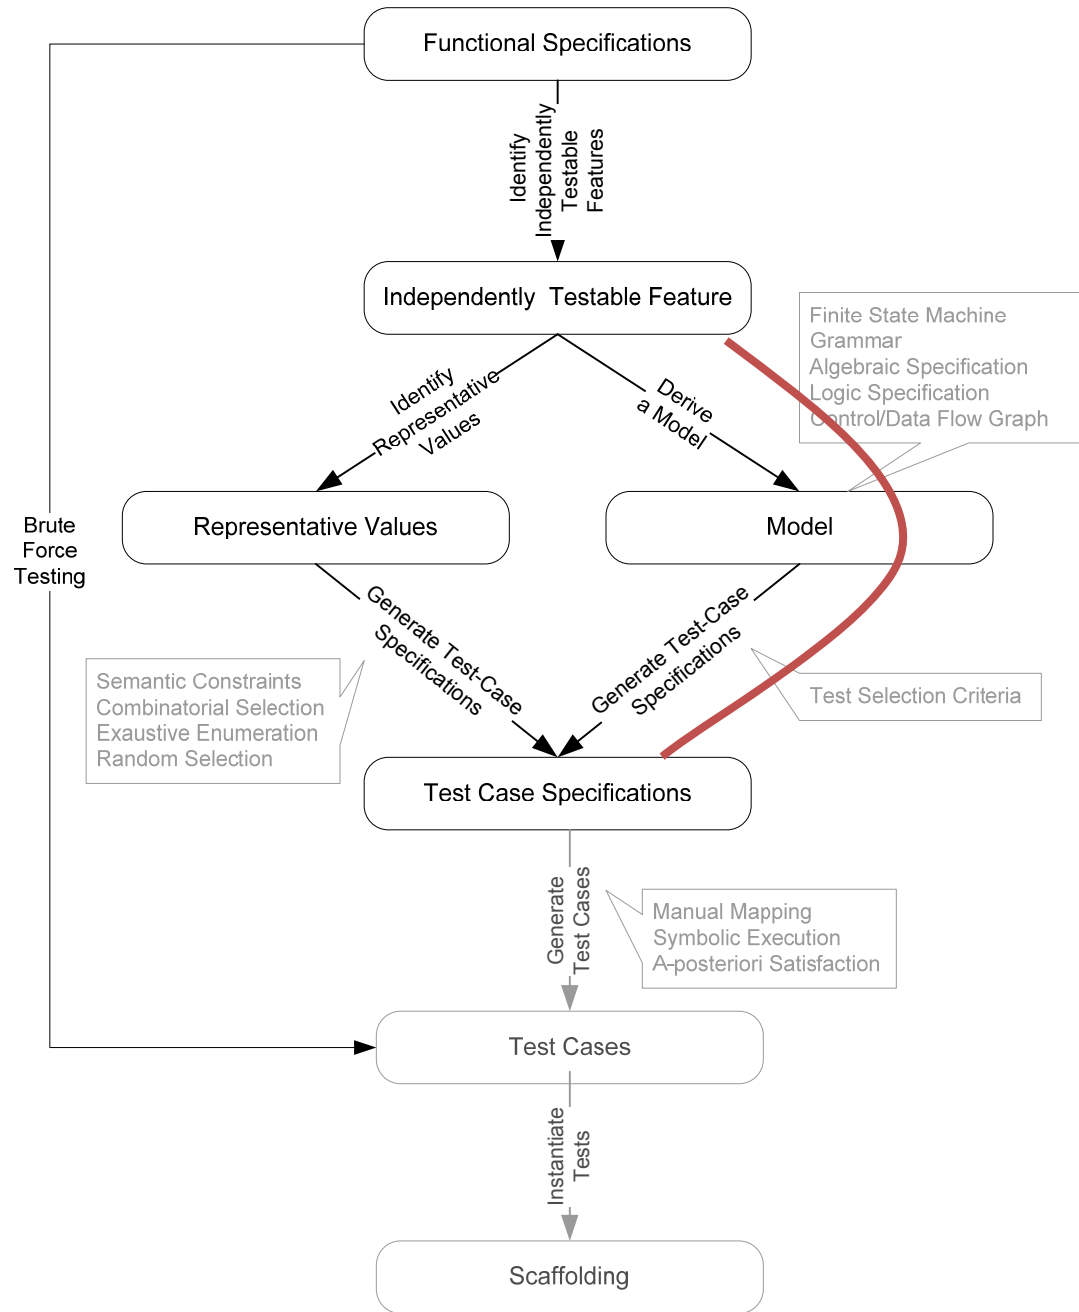 Functional Specifications
Identify
Independently
Testable
Features
Independently Testable Feature
Finite State Machine
Grammar
Algebraic Specification
Logic Specification
Control/Data Flow Graph
Identify
Representative
Values
Derive
a Model
Representative Values
Model
Brute
Force
Testing
Generate Test-Case
Specifications
Generate Test-Case
Specifications
Semantic Constraints
Combinatorial Selection
Exaustive Enumeration
Random Selection
Test Selection Criteria
Test Case Specifications
Generate
Test Cases
Manual Mapping
Symbolic Execution
A-posteriori Satisfaction
Test Cases
Instantiate
Tests
Scaffolding